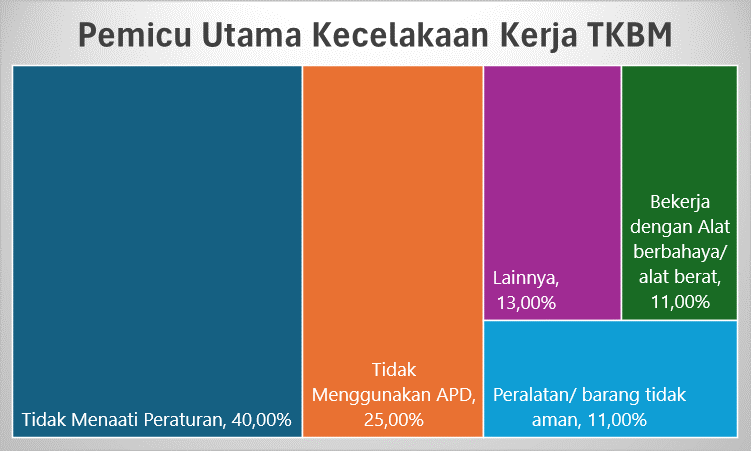 Pemicu Utama Kecelakaan Kerja TKBM
Tidak Menaati Peraturan, 40,00%
Tidak
Menggunakan APD,
25,00%
Lainnya,
13,00%
Bekerja
dengan Alat
berbahaya/
alat berat,
11,00%
Peralatan/ barang tidak
aman, 11,00%